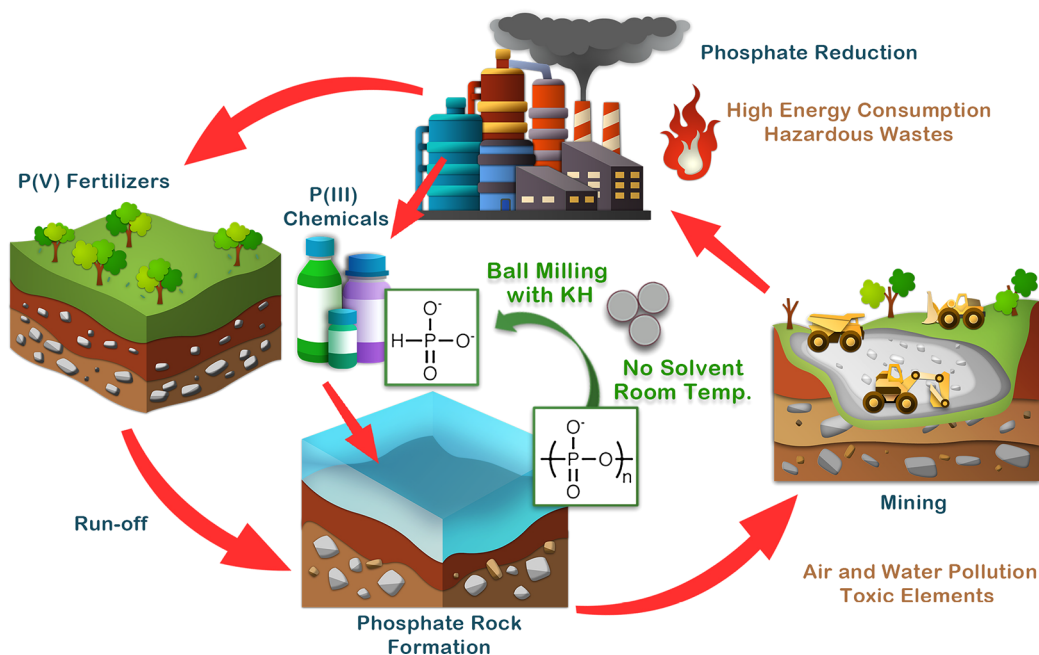 Phosphate Reduction
High Energy Consumption
Hazardous Wastes
P(V) Fertilizers
P(III)
Chemicals
Ball Milling
with KH
O⁻
H-P-O⁻
O
No Solvent
Room Temp.
O⁻
(P-O)n
O
Mining
Run-off
Air and Water Pollution
Toxic Elements
Phosphate Rock
Formation